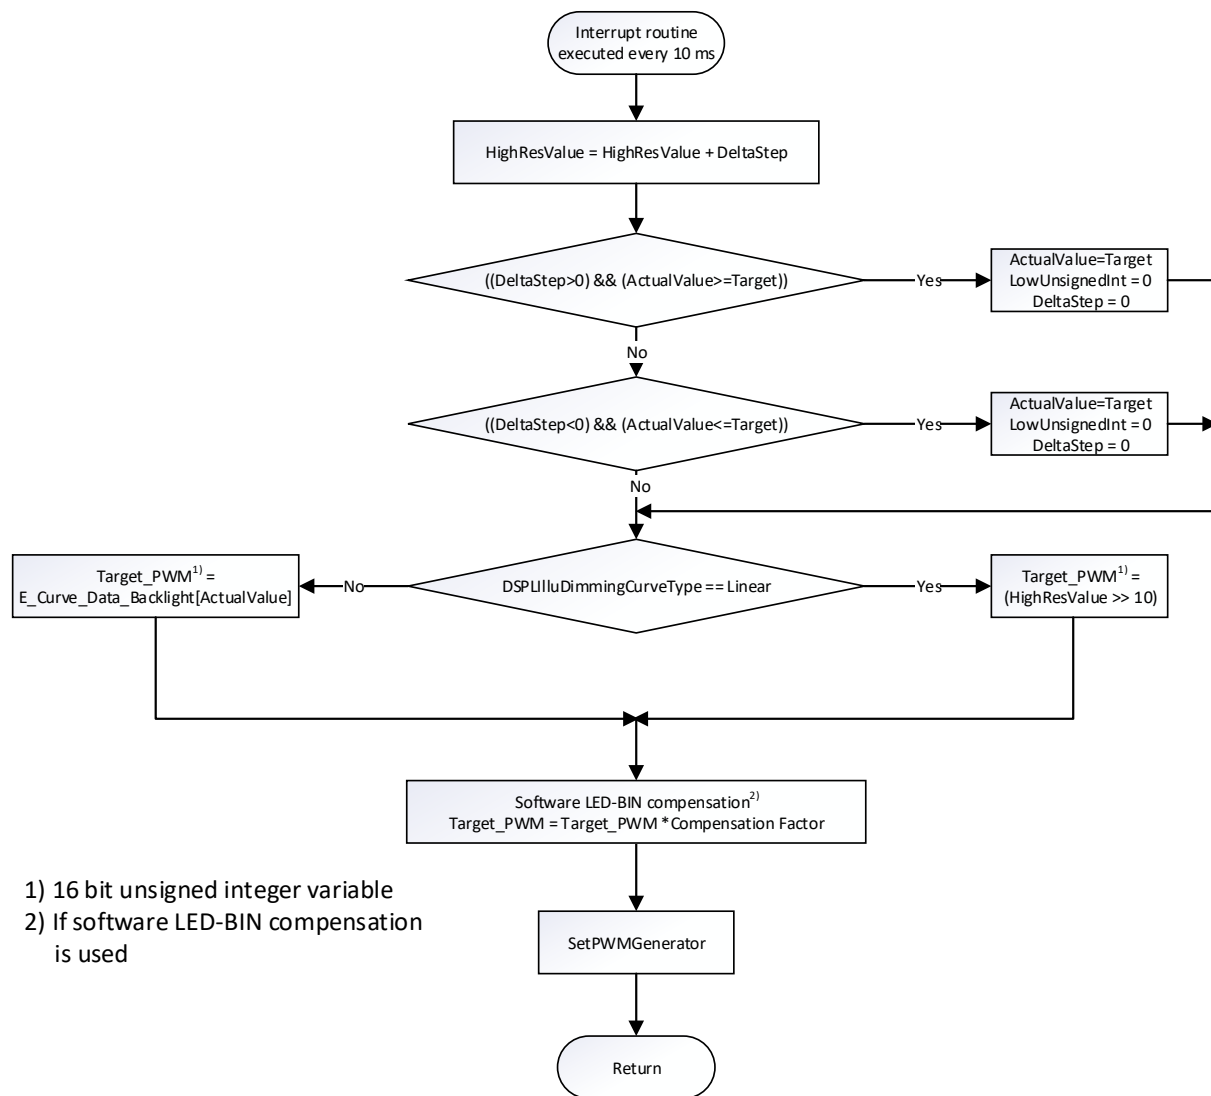 Interrupt routine
executed every 10 ms
HighResValue = HighResValue + DeltaStep
((DeltaStep>0) && (ActualValue>=Target))
Yes
ActualValue=Target
LowUnsignedInt = 0
DeltaStep = 0
No
((DeltaStep<0) && (ActualValue<=Target))
Yes
ActualValue=Target
LowUnsignedInt = 0
DeltaStep = 0
No
Target_PWM1) =
E_Curve_Data_Backlight[ActualValue]
No
DSPLIlluDimmingCurveType == Linear
Yes
Target_PWM1) =
(HighResValue >> 10)
Software LED-BIN compensation2)
Target_PWM = Target_PWM * Compensation Factor
1) 16 bit unsigned integer variable
2) If software LED-BIN compensation
is used
SetPWMGenerator
Return